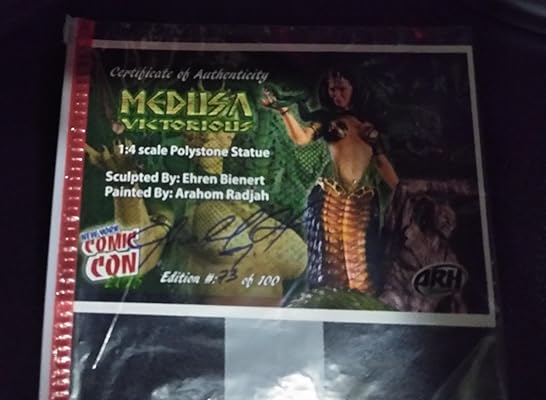 Certificate of Authenticity
MEDUSA
VICTORIOUS
1:4 scale Polystone Statue
Sculpted By: Ehren Bienert
Painted By: Arahom Radjah
NEW YORK
COMIC
CON
Edition #: 73 of 100
ARH